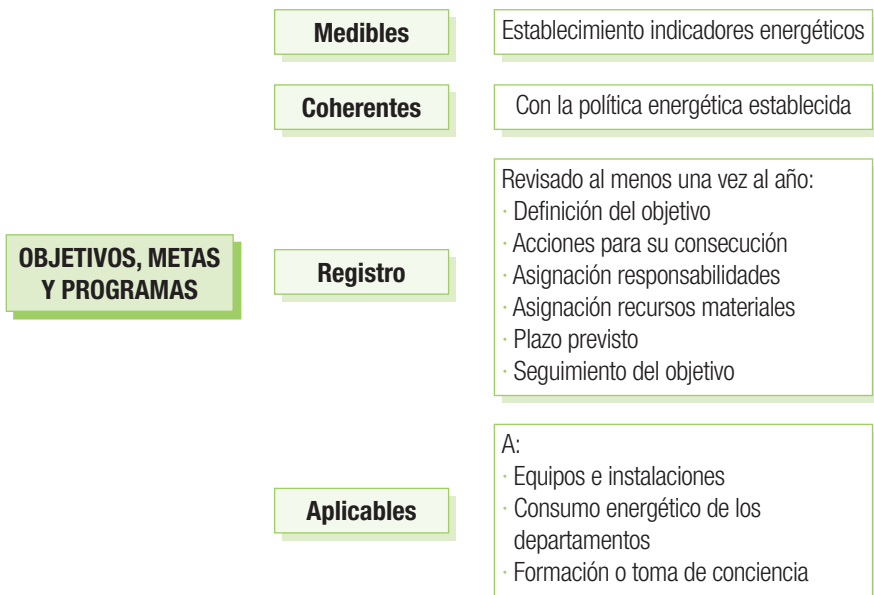 Medibles
Establecimiento indicadores energéticos
Coherentes
Con la política energética establecida
OBJETIVOS, METAS
Y PROGRAMAS
Registro
Revisado al menos una vez al año:
· Definición del objetivo
· Acciones para su consecución
· Asignación responsabilidades
· Asignación recursos materiales
· Plazo previsto
· Seguimiento del objetivo
Aplicables
A:
· Equipos e instalaciones
· Consumo energético de los
departamentos
· Formación o toma de conciencia